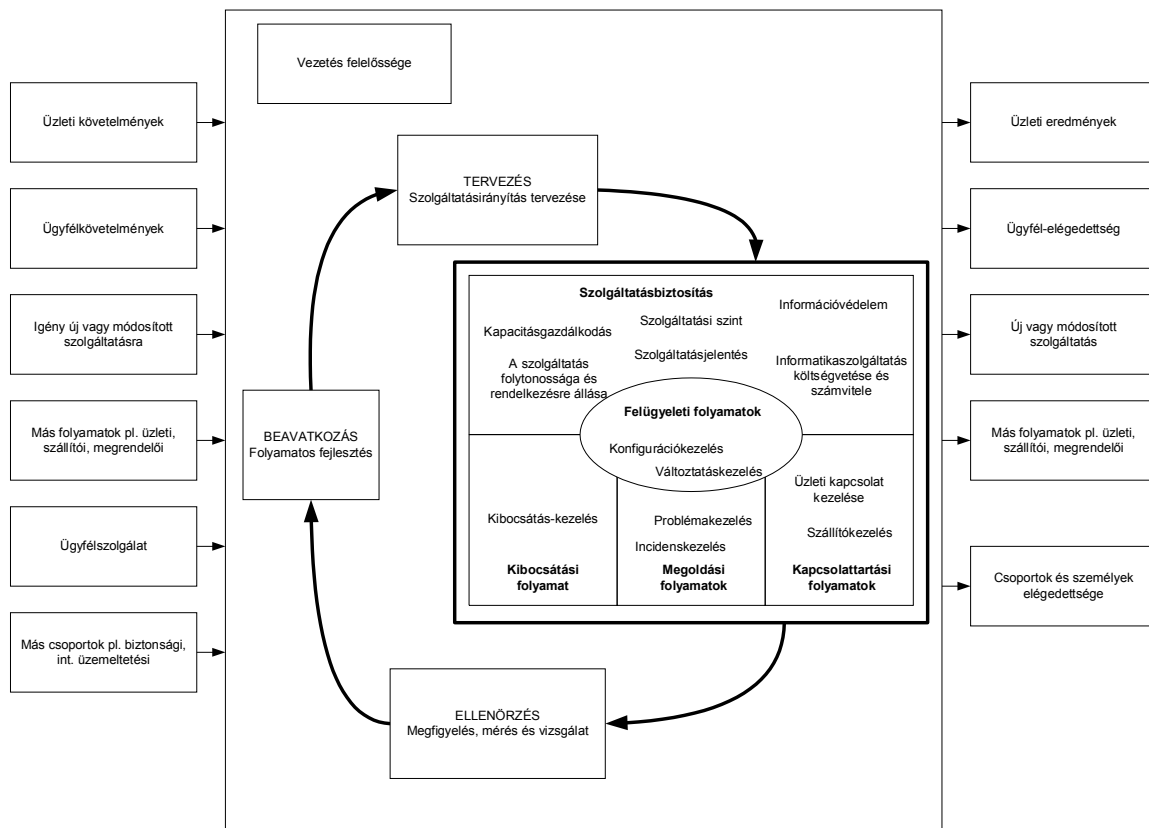 Vezetés felelőssége
Üzleti követelmények
Ügyfélkövetelmények
Igény új vagy módosított
szolgáltatásra
Más folyamatok pl. üzleti,
szállítói, megrendelői
Ügyfélszolgálat
Más csoportok pl. biztonsági,
int. üzemeltetési
TERVEZÉS
Szolgáltatásirányítás tervezése
BEAVATKOZÁS
Folyamatos fejlesztés
Szolgáltatásbiztosítás
Kapacitásgazdálkodás
A szolgáltatás
folytonossága és
rendelkezésre állása
Szolgáltatási szint
Szolgáltatásjelentés
Információvédelem
Informatikaszolgáltatás
költségvetése és
számvitele
Felügyeleti folyamatok
Konfigurációkezelés
Változtatáskezelés
Kibocsátás-kezelés
Kibocsátási
folyamat
Problémakezelés
Incidenskezelés
Megoldási
folyamatok
Üzleti kapcsolat
kezelése
Szállítókezelés
Kapcsolattartási
folyamatok
ELLENŐRZÉS
Megfigyelés, mérés és vizsgálat
Üzleti eredmények
Ügyfél-elégedettség
Új vagy módosított
szolgáltatás
Más folyamatok pl. üzleti,
szállítói, megrendelői
Csoportok és személyek
elégedettsége